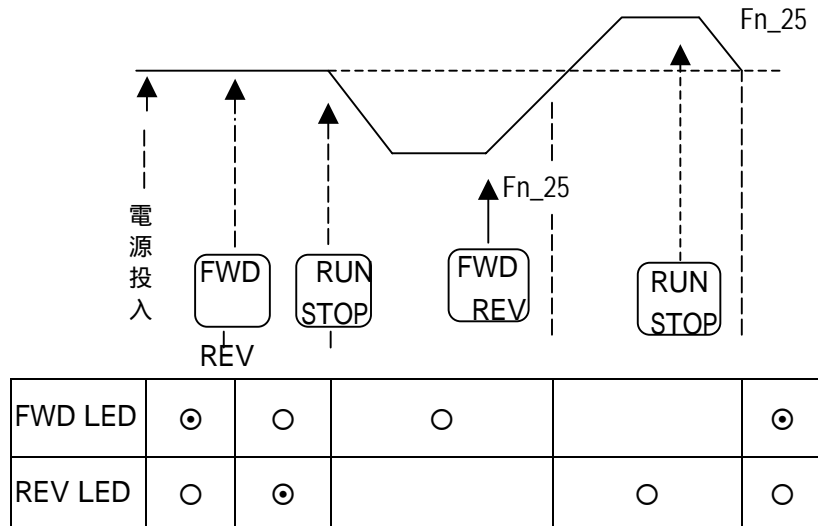 Fn_25
Fn_25
電源投入
FWD
REV
RUN
STOP
FWD
REV
RUN
STOP
FWD LED ⊙ ○ ○ ⊙
REV LED ○ ⊙ ○ ○